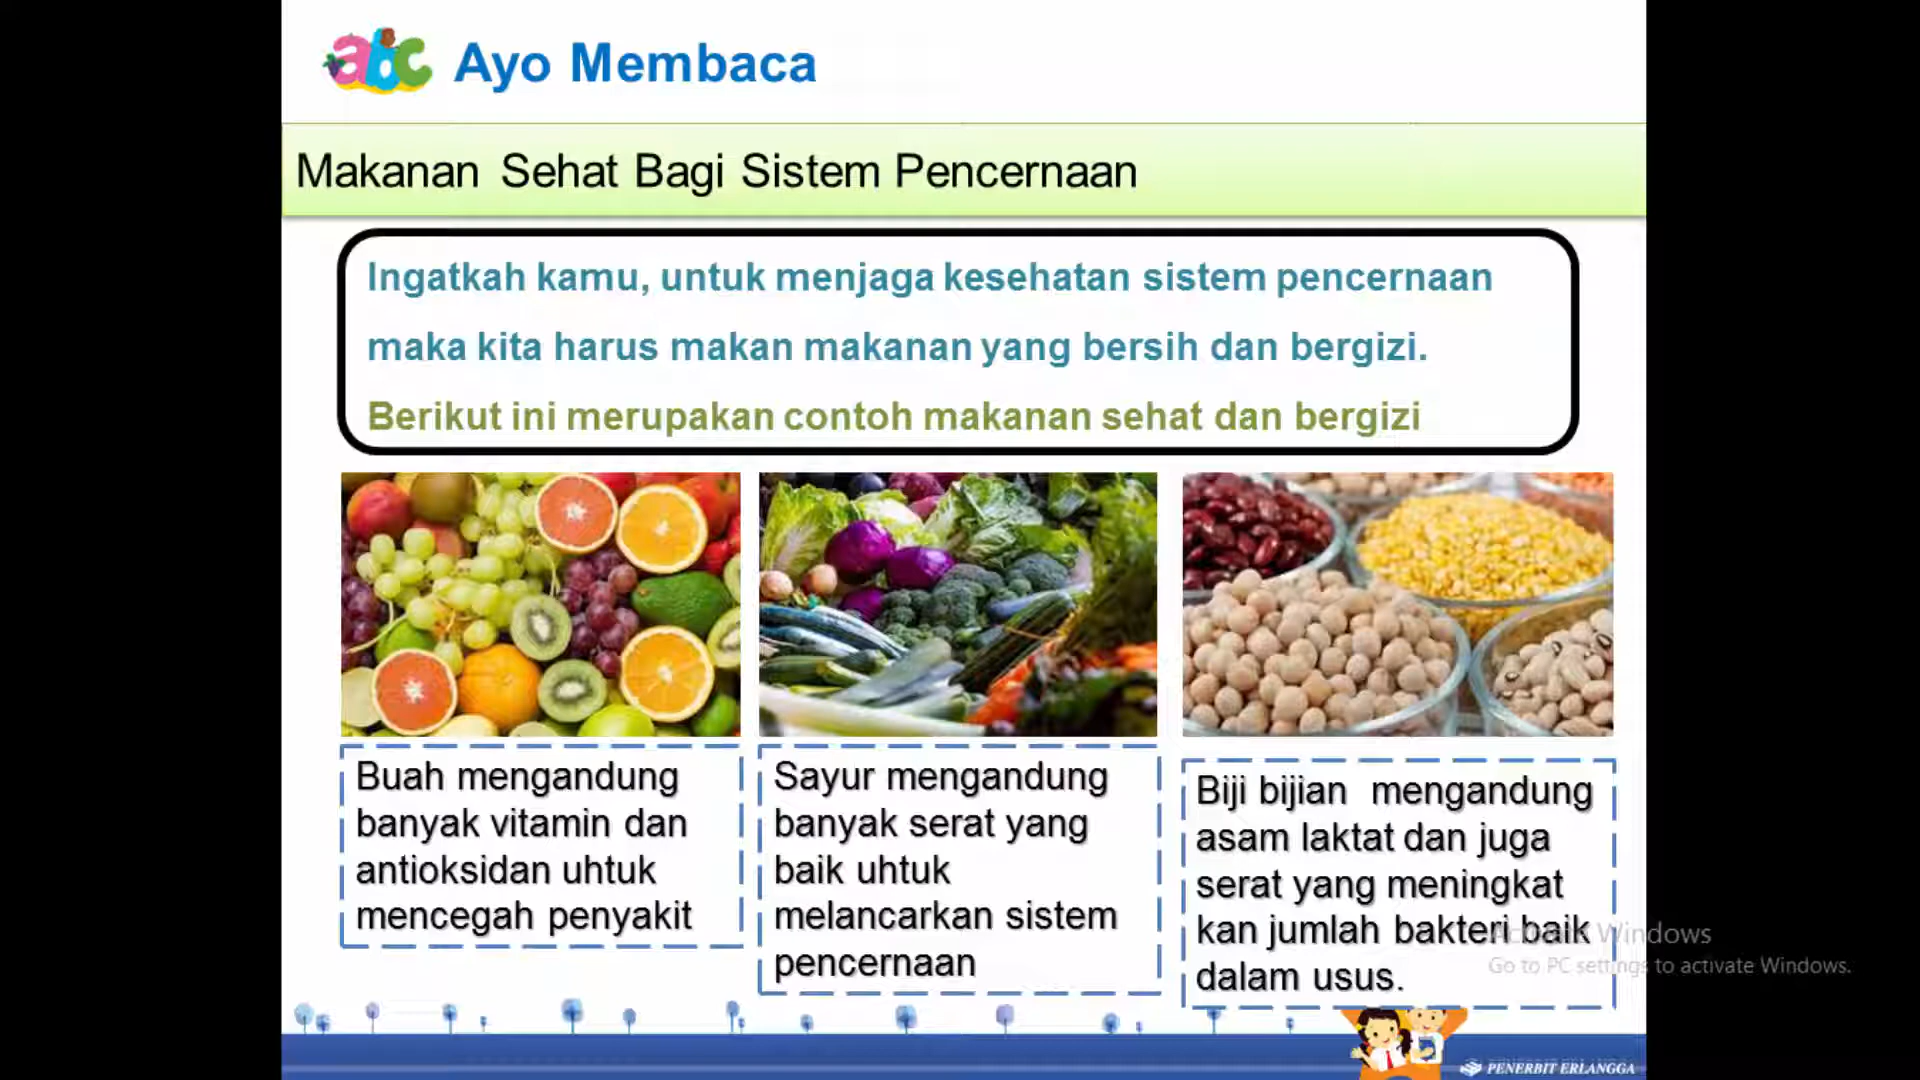 abc Ayo Membaca
Makanan Sehat Bagi Sistem Pencernaan
Ingatkah kamu, untuk menjaga kesehatan sistem pencernaan
maka kita harus makan makanan yang bersih dan bergizi.
Berikut ini merupakan contoh makanan sehat dan bergizi
Buah mengandung
banyak vitamin dan
antioksidan uhtuk
mencegah penyakit
Sayur mengandung
banyak serat yang
baik uhtuk
melancarkan sistem
pencernaan
Biji bijian mengandung
asam laktat dan juga
serat yang meningkat
kan jumlah bakteri baik
dalam usus.
Activate Windows
Go to PC settings to activate Windows.
PENERBIT ERLANGGA